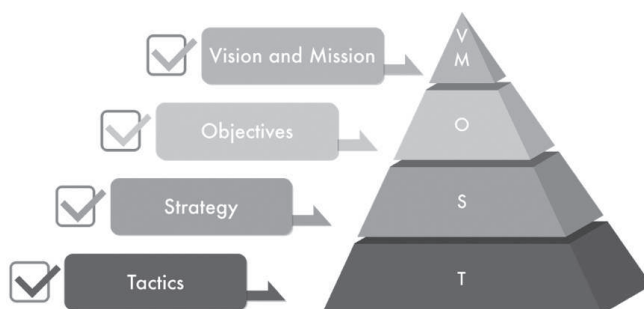 Vision and Mission
V
M
Objectives
O
Strategy
S
Tactics
T